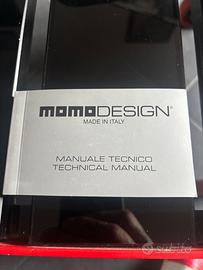 momoDESIGN®
MADE IN ITALY
MANUALE TECNICO
TECHNICAL MANUAL
subito